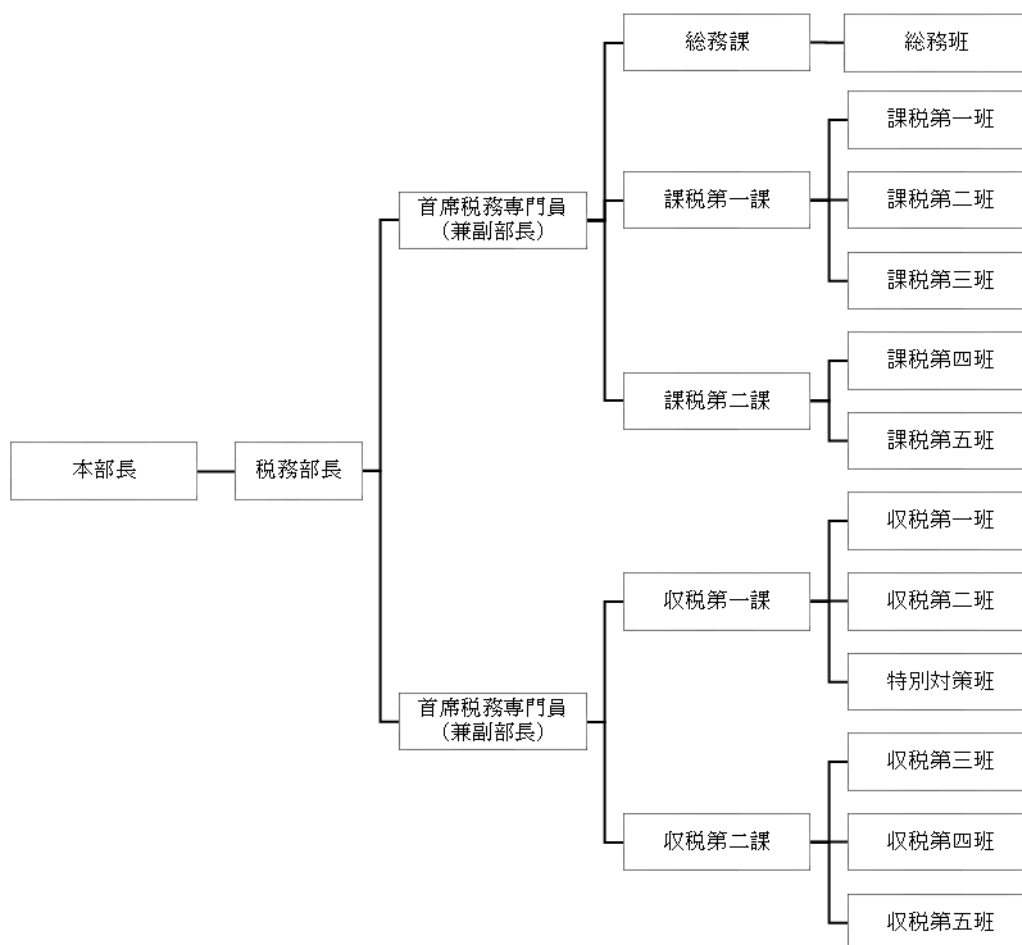 総務課
総務班
課税第一班
首席税務専門員
(兼副部長)
課税第一課
課税第二班
課税第三班
課税第四班
課税第二課
課税第五班
本部長
税務部長
収税第一班
収税第一課
収税第二班
特別対策班
首席税務専門員
(兼副部長)
収税第三班
収税第二課
収税第四班
収税第五班